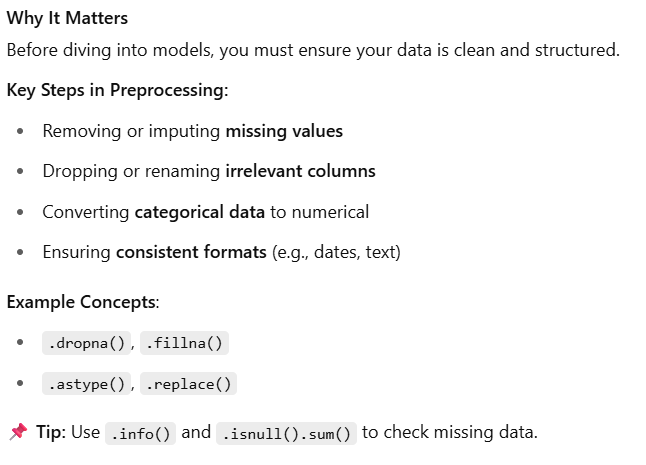 Why It Matters
Before diving into models, you must ensure your data is clean and structured.
Key Steps in Preprocessing:
• Removing or imputing missing values
• Dropping or renaming irrelevant columns
• Converting categorical data to numerical
• Ensuring consistent formats (e.g., dates, text)
Example Concepts:
• .dropna(), .fillna()
• .astype(), .replace()
📌 Tip: Use .info() and .isnull().sum() to check missing data.